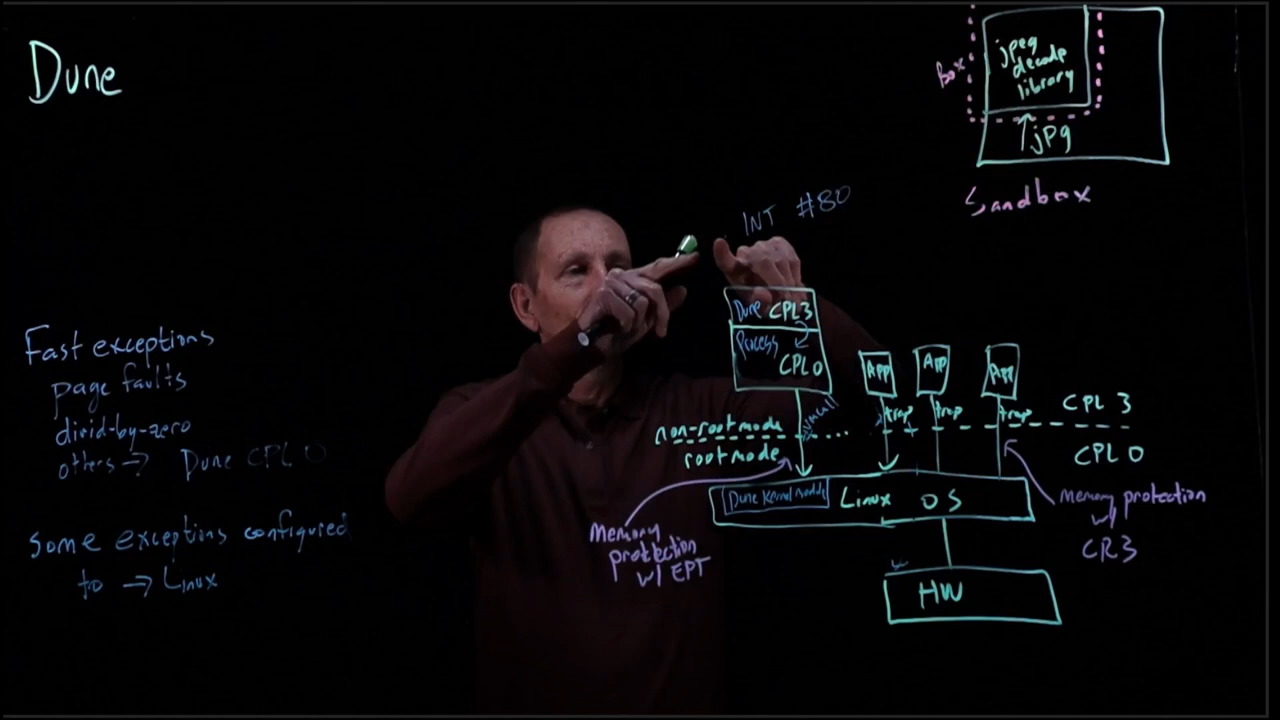 Dune
Box
jpeg
decode
library
jpg
Sandbox
INT #80
Dune CPL3
Process
CPL0
App
App
App
trap
trap
trap
CPL 3
CPL 0
vmcall
non-root mode
root mode
Dune Kernel module
Linux OS
HW
Memory
protection
w/ EPT
Memory protection
w/
CR3
Fast exceptions
page faults
divid-by-zero
others → Dune CPL 0
Some exceptions configured
to → Linux